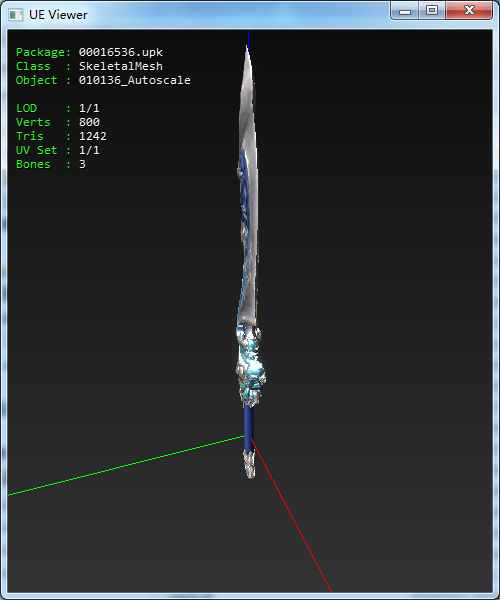 UE Viewer
Package: 00016536.upk
Class : SkeletalMesh
Object : 010136_Autoscale
LOD : 1/1
Verts : 800
Tris : 1242
UV Set : 1/1
Bones : 3